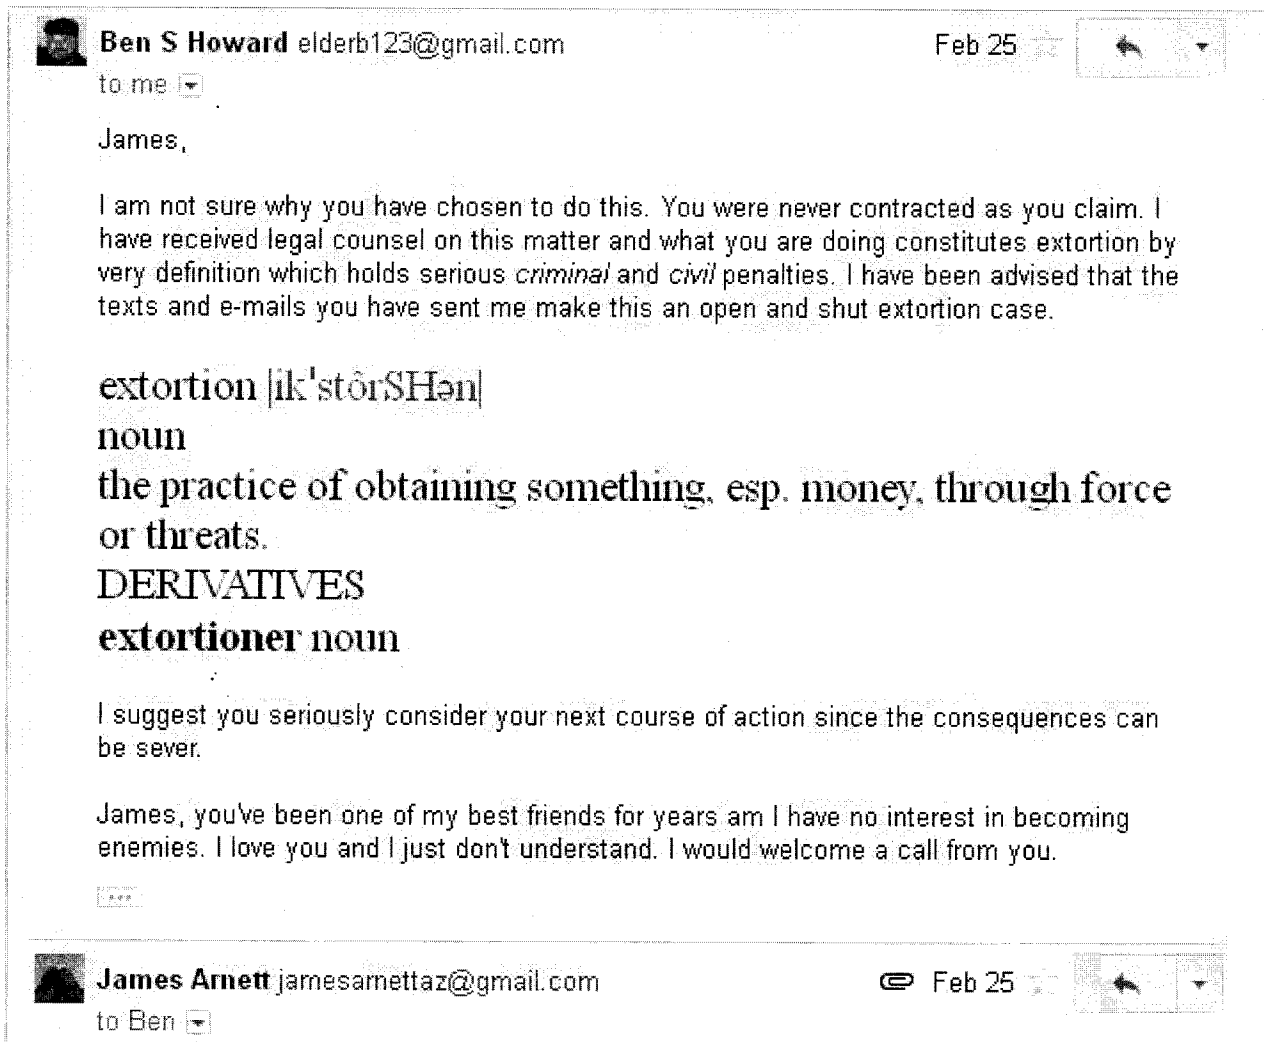 Ben S Howard elderb123@gmail.com Feb 25
to me
James,
I am not sure why you have chosen to do this. You were never contracted as you claim. I
have received legal counsel on this matter and what you are doing constitutes extortion by
very definition which holds serious criminal and civil penalties. I have been advised that the
texts and e-mails you have sent me make this an open and shut extortion case.
extortion |ik'stôrSHən|
noun
the practice of obtaining something, esp. money, through force
or threats.
DERIVATIVES
extortioner noun
I suggest you seriously consider your next course of action since the consequences can
be sever.
James, you've been one of my best friends for years am I have no interest in becoming
enemies. I love you and I just don't understand. I would welcome a call from you.
James Arnett jamesarnettaz@gmail.com Feb 25
to Ben